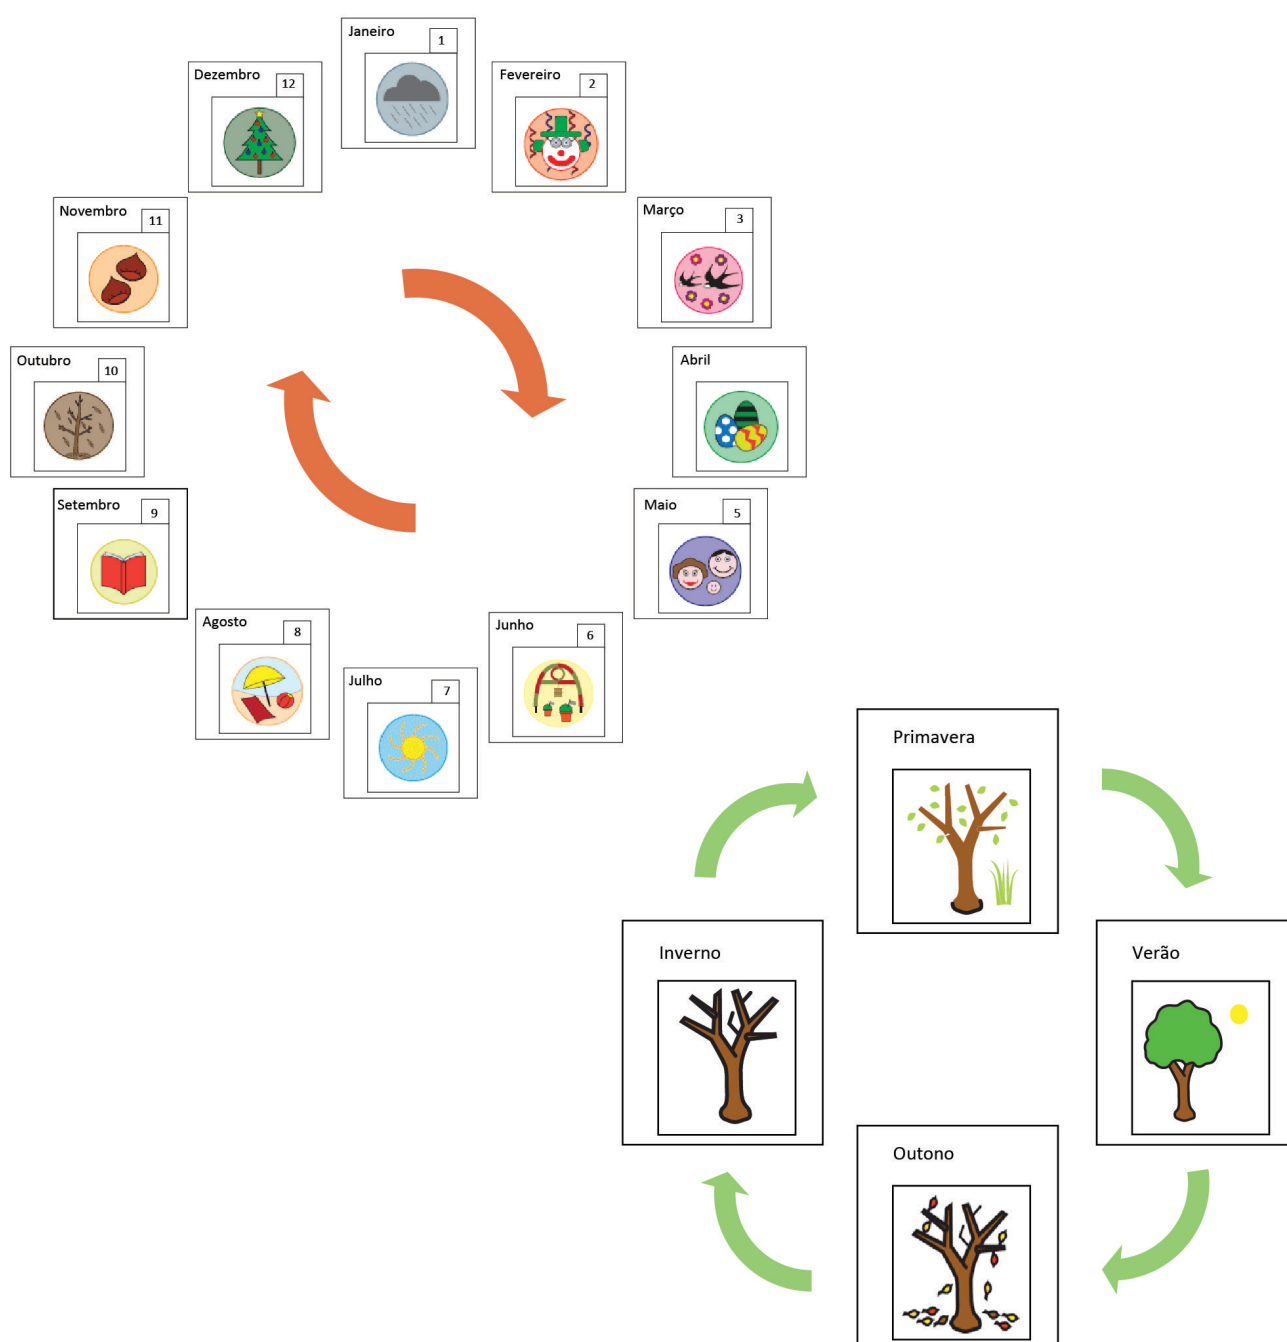 Janeiro
1
Fevereiro
2
Março
3
Abril
Maio
5
Junho
6
Julho
7
Agosto
8
Setembro
9
Outubro
10
Novembro
11
Dezembro
12
Primavera
Verão
Outono
Inverno